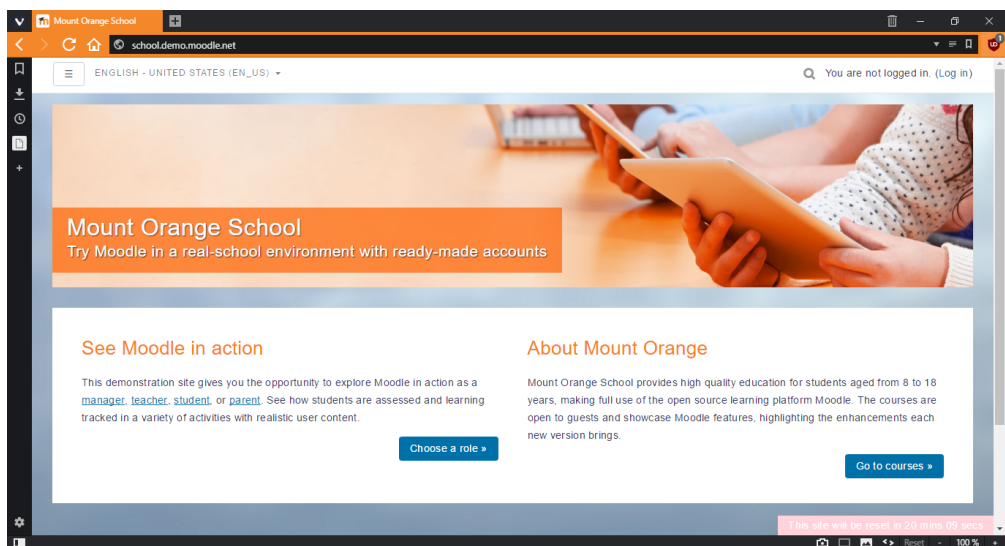 Mount Orange School
school.demo.moodle.net
1
ENGLISH - UNITED STATES (EN_US)
You are not logged in. (Log in)
Mount Orange School
Try Moodle in a real-school environment with ready-made accounts
See Moodle in action
This demonstration site gives you the opportunity to explore Moodle in action as a
manager, teacher, student, or parent. See how students are assessed and learning
tracked in a variety of activities with realistic user content.
Choose a role »
About Mount Orange
Mount Orange School provides high quality education for students aged from 8 to 18
years, making full use of the open source learning platform Moodle. The courses are
open to guests and showcase Moodle features, highlighting the enhancements each
new version brings.
Go to courses »
This site will be reset in 20 mins 09 secs
Reset - 100 % +